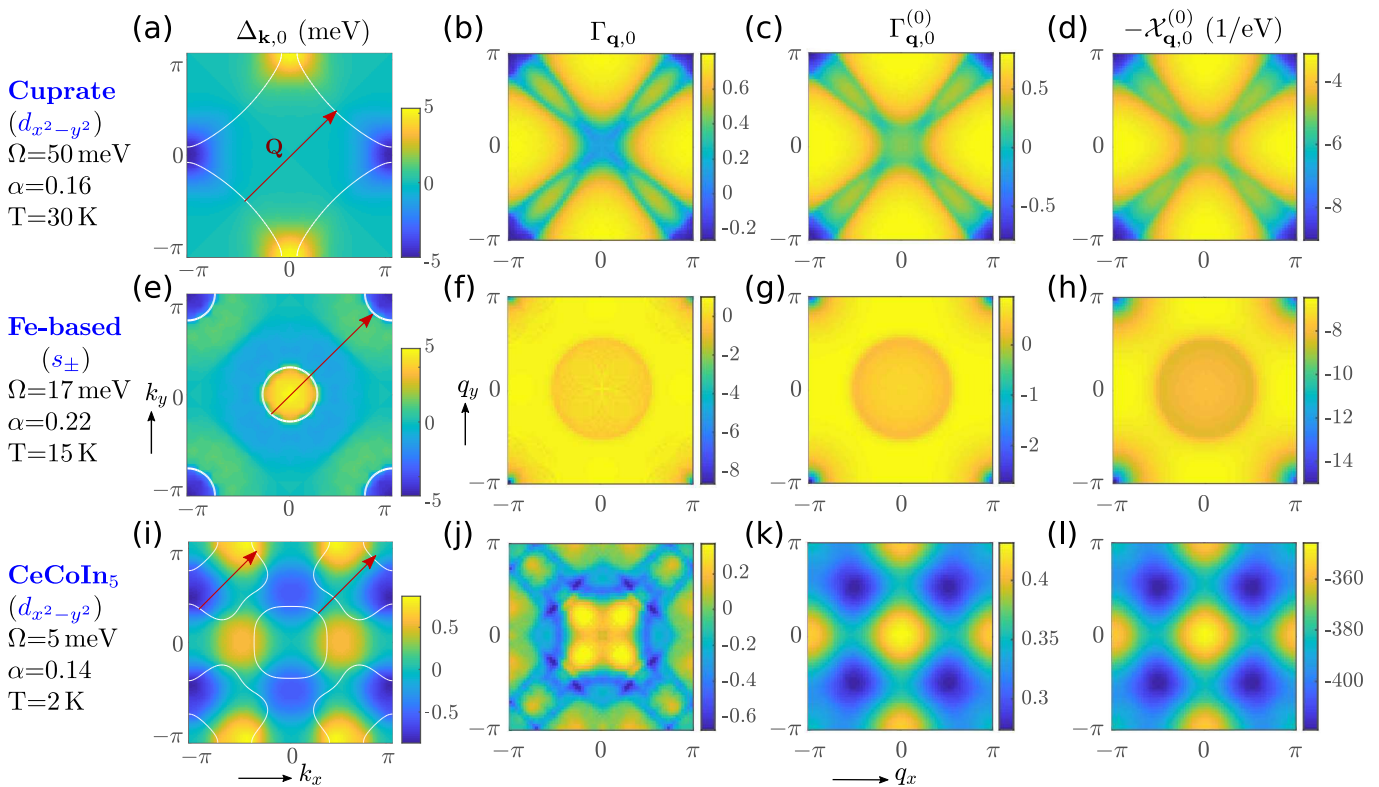 (a) Δ𝐤,0 (meV) (b) Γ𝐪,0 (c) Γ𝐪,0^(0) (d) −𝒳𝐪,0^(0) (1/eV)
Cuprate
(d_{x²−y²})
Ω=50 meV
α=0.16
T=30 K
π
0
−π
Q
−π 0 π
5
0
-5
π
0
−π
−π 0 π
0.6
0.4
0.2
0
-0.2
π
0
−π
−π 0 π
0.5
0
-0.5
π
0
−π
−π 0 π
-4
-6
-8
(e) (f) (g) (h)
Fe-based
(s±)
Ω=17 meV
α=0.22
T=15 K
k_y
π
0
−π
−π 0 π
5
0
-5
q_y
π
0
−π
−π 0 π
0
-2
-4
-6
-8
π
0
−π
−π 0 π
0
-1
-2
π
0
−π
−π 0 π
-8
-10
-12
-14
(i) (j) (k) (l)
CeCoIn₅
(d_{x²−y²})
Ω=5 meV
α=0.14
T=2 K
π
0
−π
−π 0 π
0.5
0
-0.5
π
0
−π
−π 0 π
0.2
0
-0.2
-0.4
-0.6
π
0
−π
−π 0 π
0.4
0.35
0.3
π
0
−π
−π 0 π
-360
-380
-400
k_x
q_x